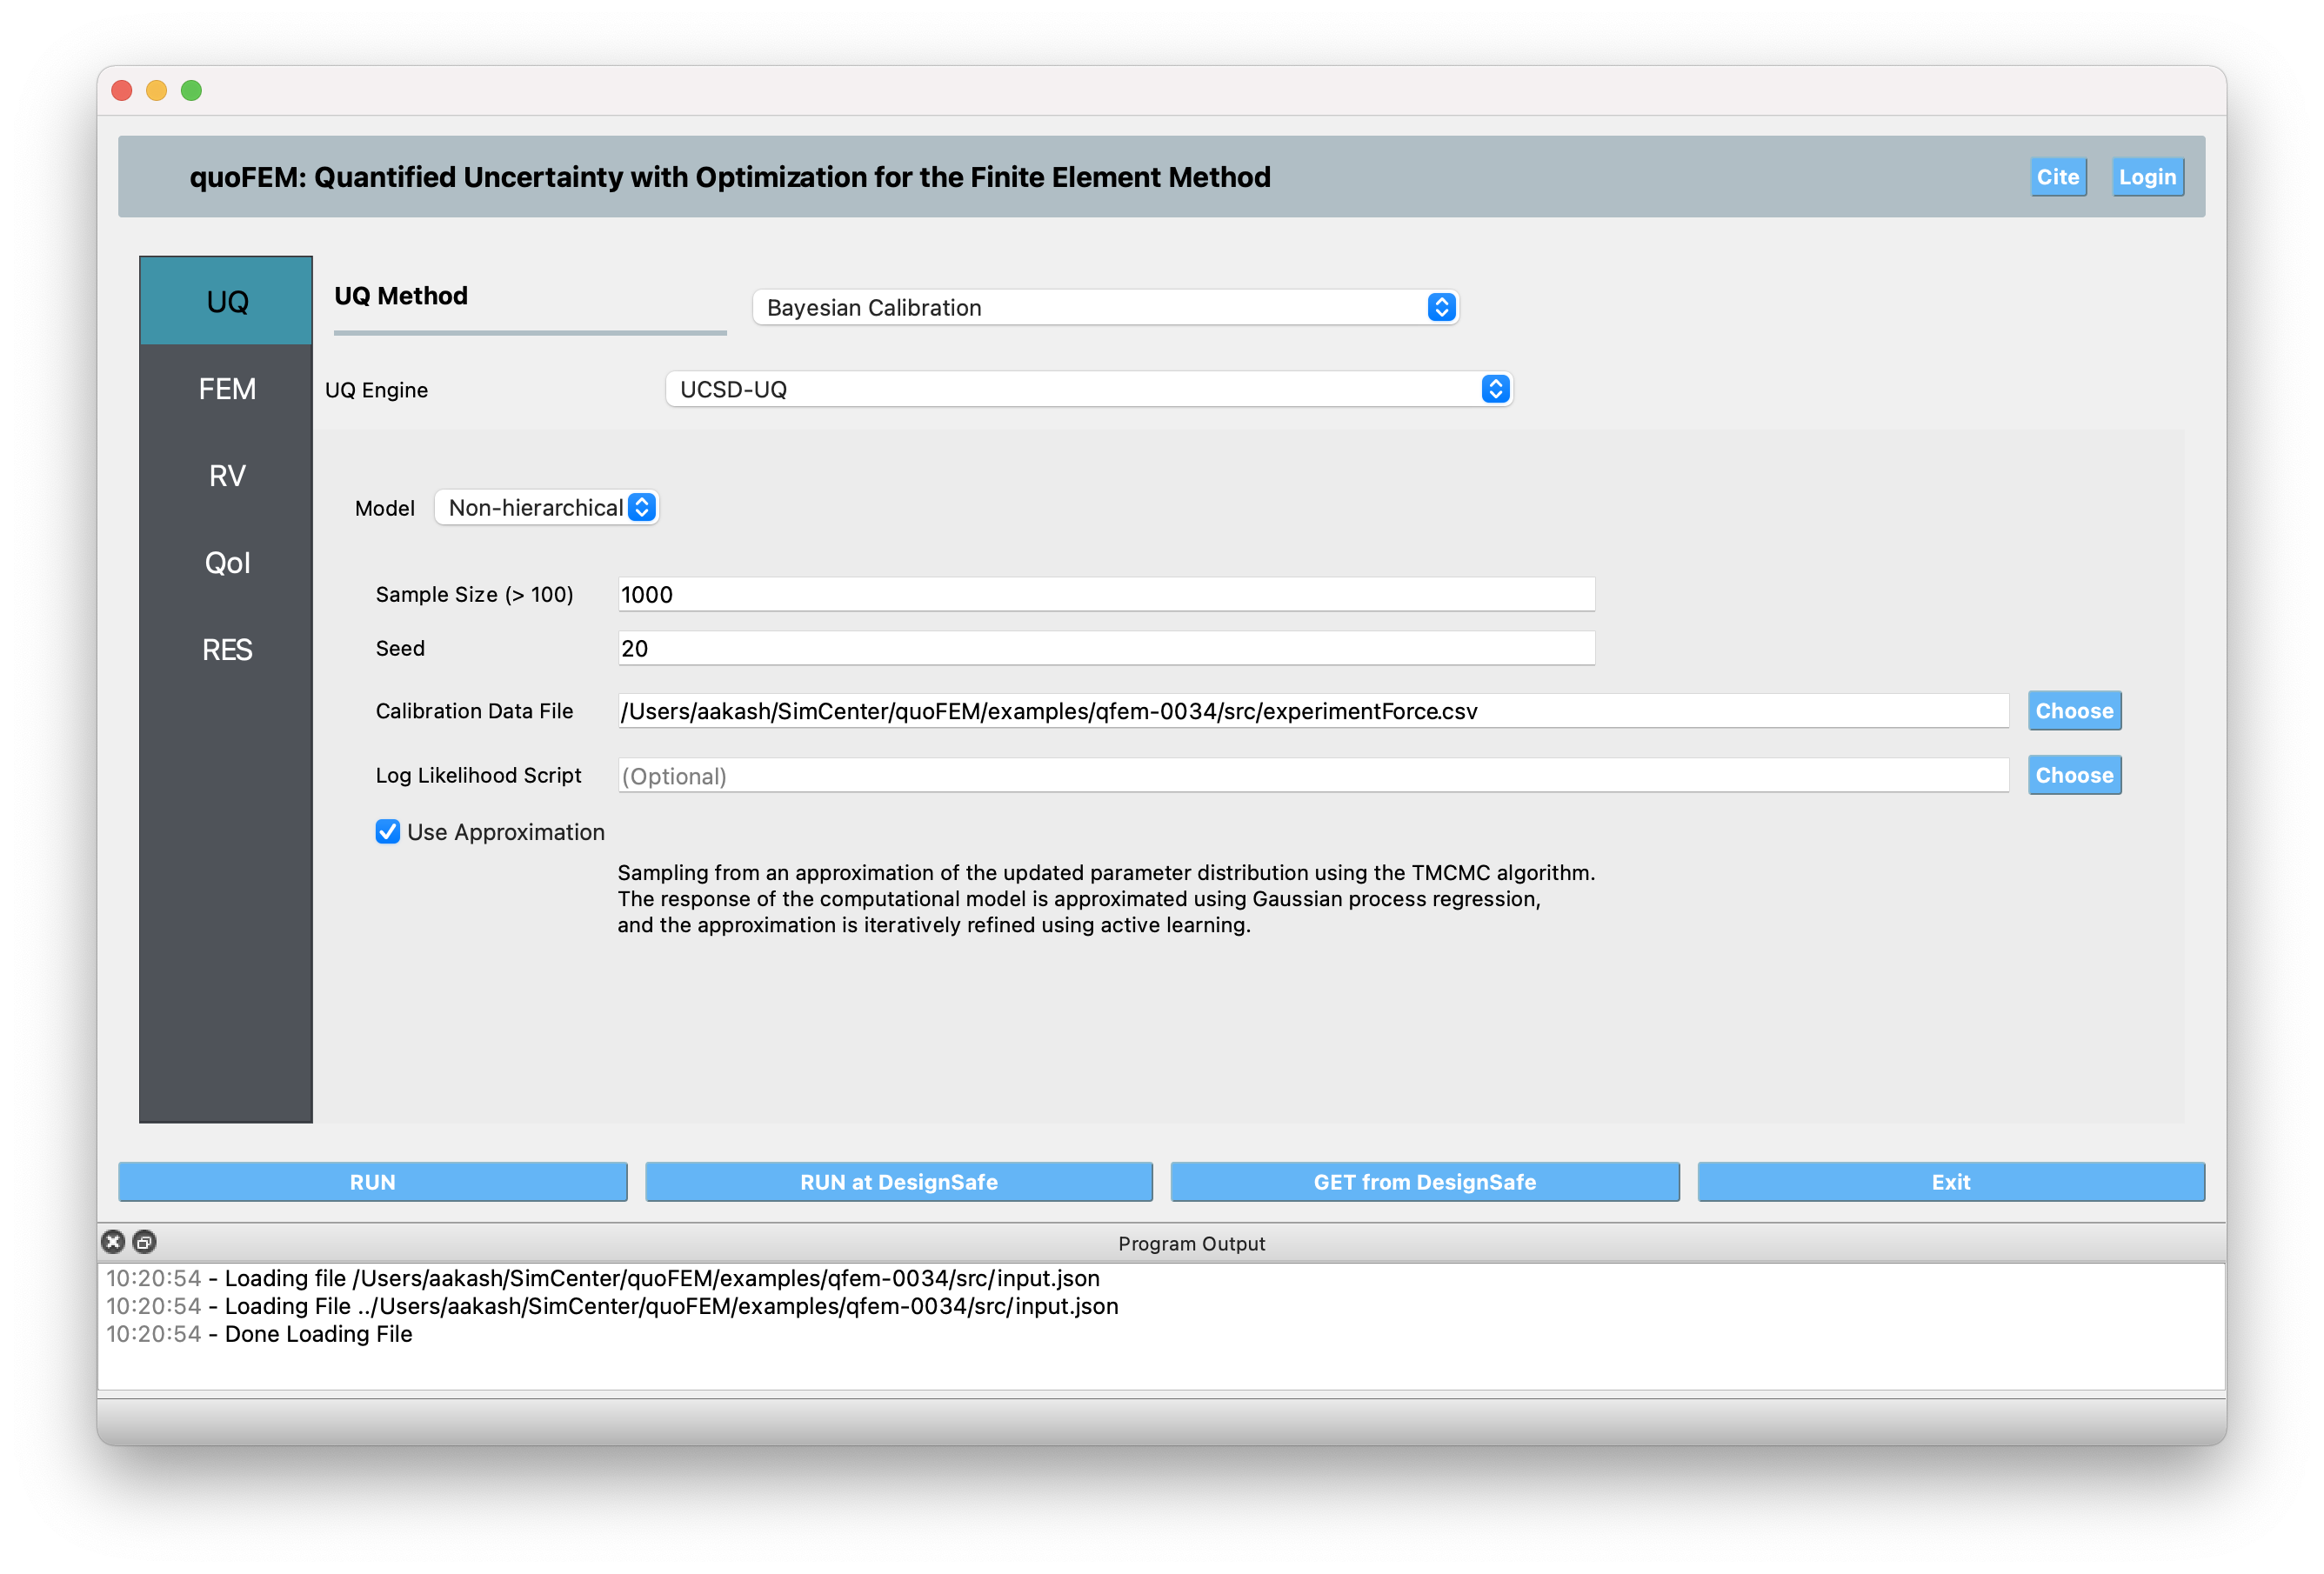 quoFEM: Quantified Uncertainty with Optimization for the Finite Element Method
Cite
Login
UQ
FEM
RV
QoI
RES
UQ Method
Bayesian Calibration
UQ Engine
UCSD-UQ
Model
Non-hierarchical
Sample Size (> 100)
1000
Seed
20
Calibration Data File
/Users/aakash/SimCenter/quoFEM/examples/qfem-0034/src/experimentForce.csv
Choose
Log Likelihood Script
(Optional)
Choose
Use Approximation
Sampling from an approximation of the updated parameter distribution using the TMCMC algorithm.
The response of the computational model is approximated using Gaussian process regression,
and the approximation is iteratively refined using active learning.
RUN
RUN at DesignSafe
GET from DesignSafe
Exit
Program Output
10:20:54 - Loading file /Users/aakash/SimCenter/quoFEM/examples/qfem-0034/src/input.json
10:20:54 - Loading File ../Users/aakash/SimCenter/quoFEM/examples/qfem-0034/src/input.json
10:20:54 - Done Loading File